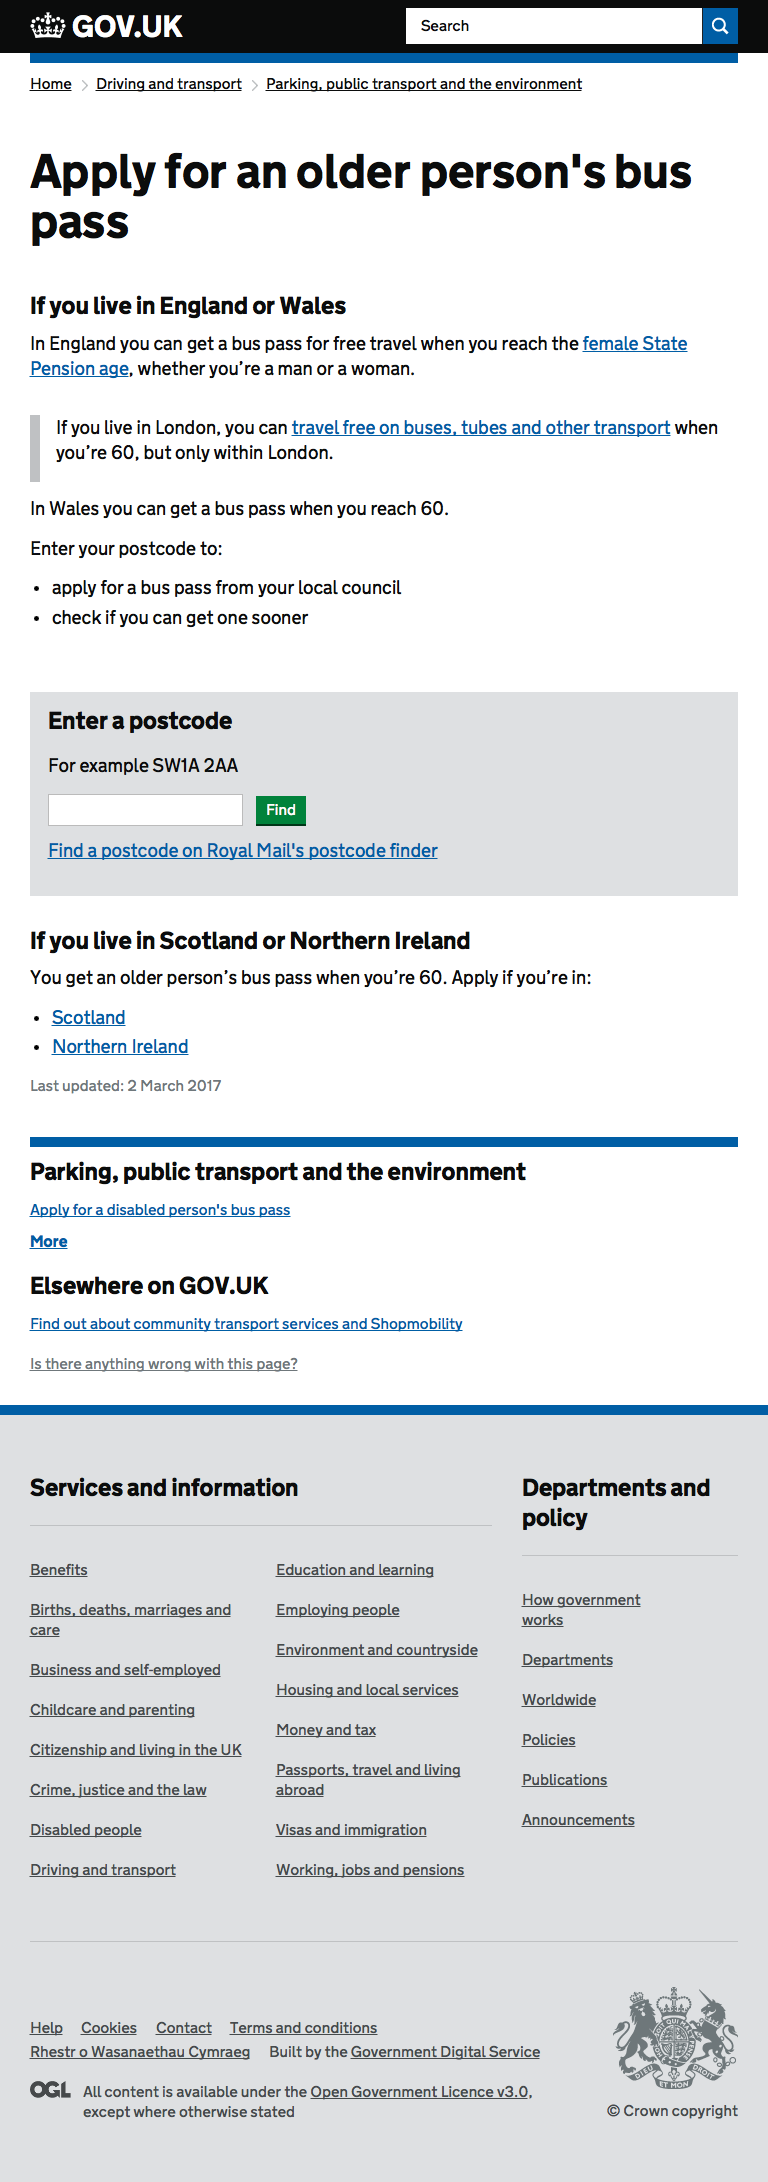 GOV.UK
Search
Home
Driving and transport
Parking, public transport and the environment
Apply for an older person's bus
pass
If you live in England or Wales
In England you can get a bus pass for free travel when you reach the female State
Pension age, whether you’re a man or a woman.
If you live in London, you can travel free on buses, tubes and other transport when
you’re 60, but only within London.
In Wales you can get a bus pass when you reach 60.
Enter your postcode to:
• apply for a bus pass from your local council
• check if you can get one sooner
Enter a postcode
For example SW1A 2AA
Find
Find a postcode on Royal Mail's postcode finder
If you live in Scotland or Northern Ireland
You get an older person’s bus pass when you’re 60. Apply if you’re in:
• Scotland
• Northern Ireland
Last updated: 2 March 2017
Parking, public transport and the environment
Apply for a disabled person's bus pass
More
Elsewhere on GOV.UK
Find out about community transport services and Shopmobility
Is there anything wrong with this page?
Services and information
Benefits
Births, deaths, marriages and
care
Business and self-employed
Childcare and parenting
Citizenship and living in the UK
Crime, justice and the law
Disabled people
Driving and transport
Education and learning
Employing people
Environment and countryside
Housing and local services
Money and tax
Passports, travel and living
abroad
Visas and immigration
Working, jobs and pensions
Departments and
policy
How government
works
Departments
Worldwide
Policies
Publications
Announcements
Help Cookies Contact Terms and conditions
Rhestr o Wasanaethau Cymraeg Built by the Government Digital Service
OGL
All content is available under the Open Government Licence v3.0,
except where otherwise stated
DIEU ET MON DROIT
© Crown copyright